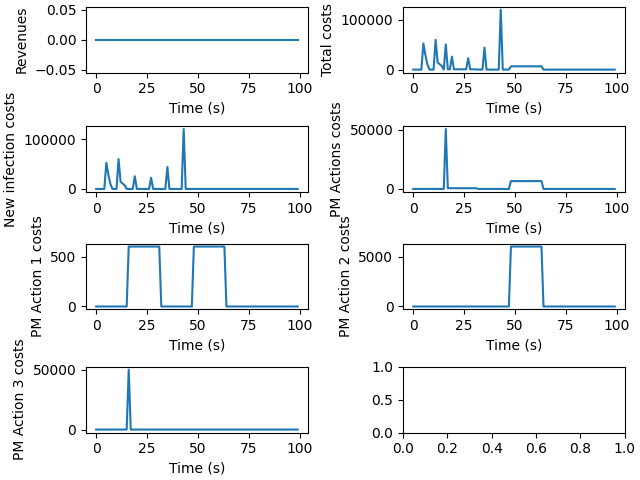 Revenues
0.05
0.00
−0.05
0 25 50 75 100
Time (s)
Total costs
100000
0
0 25 50 75 100
Time (s)
New infection costs
100000
0
0 25 50 75 100
Time (s)
PM Actions costs
50000
0
0 25 50 75 100
Time (s)
PM Action 1 costs
500
0
0 25 50 75 100
Time (s)
PM Action 2 costs
5000
0
0 25 50 75 100
Time (s)
PM Action 3 costs
50000
0
0 25 50 75 100
Time (s)
1.0
0.5
0.0
0.0 0.2 0.4 0.6 0.8 1.0